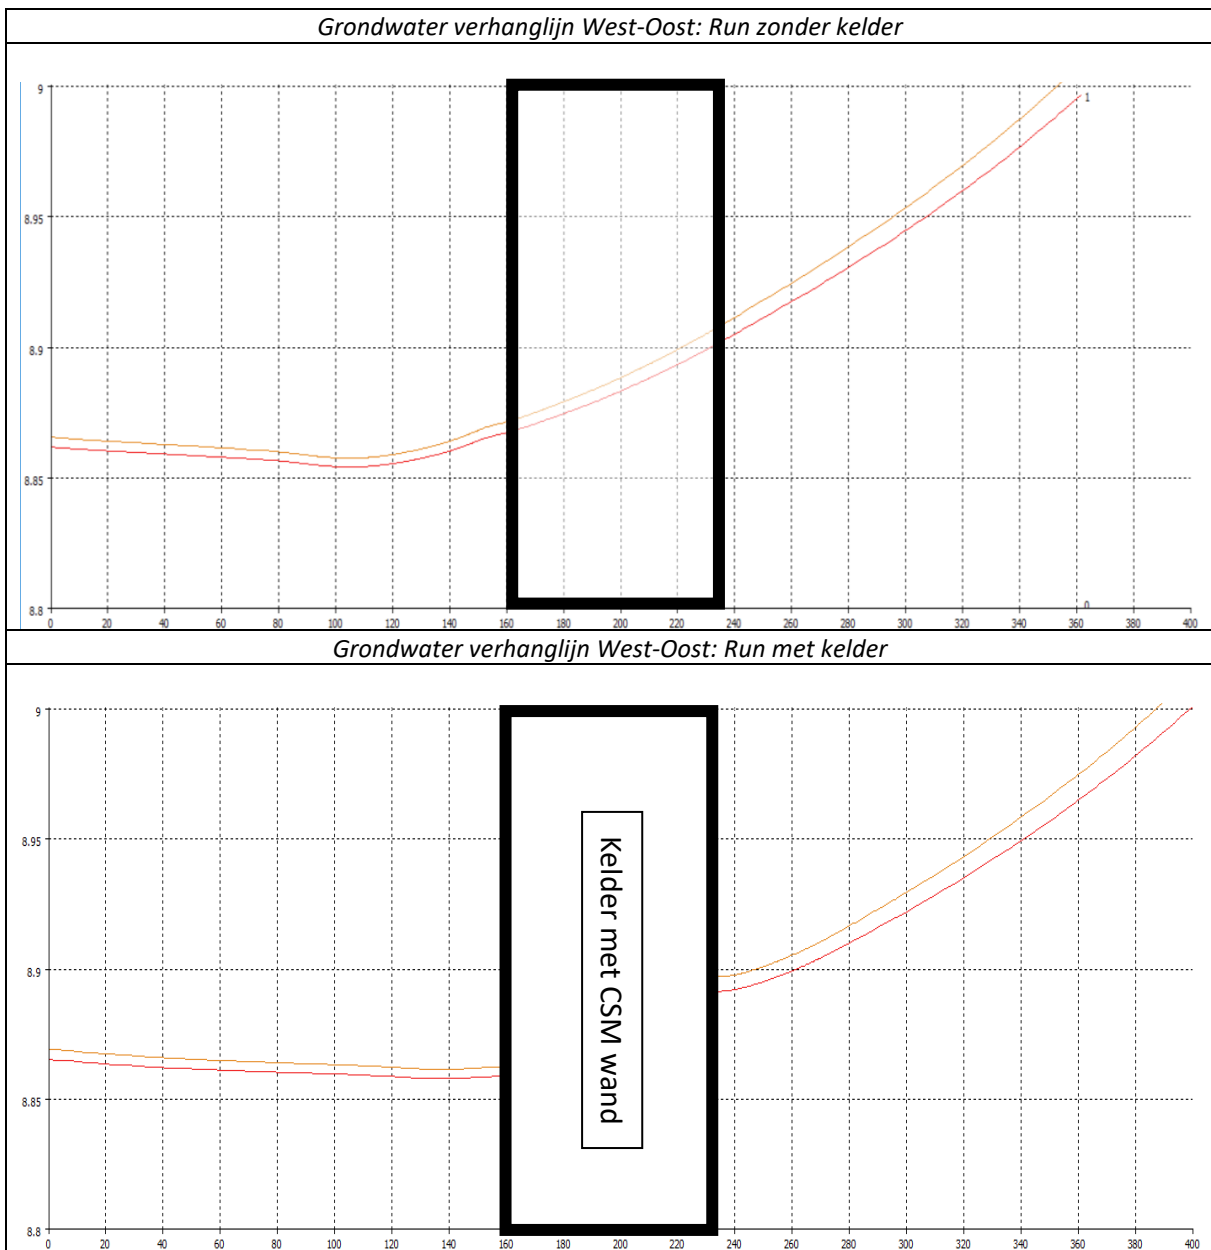 Grondwater verhanglijn West-Oost: Run zonder kelder
9
8.95
8.9
8.85
8.8
1
0
0 20 40 60 80 100 120 140 160 180 200 220 240 260 280 300 320 340 360 380 400
Grondwater verhanglijn West-Oost: Run met kelder
9
8.95
8.9
8.85
8.8
Kelder met CSM wand
0 20 40 60 80 100 120 140 160 180 200 220 240 260 280 300 320 340 360 380 400